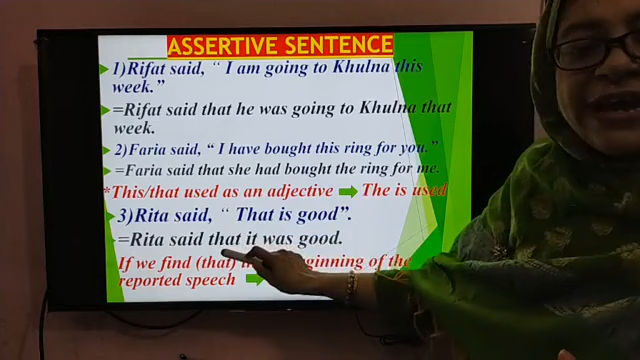 ASSERTIVE SENTENCE
1)Rifat said, “ I am going to Khulna this
week.”
=Rifat said that he was going to Khulna that
week.
2)Faria said, “ I have bought this ring for you.”
=Faria said that she had bought the ring for me.
*This/that used as an adjective The is used
3)Rita said, “ That is good”.
=Rita said that it was good.
If we find (that) beginning of the
reported speech